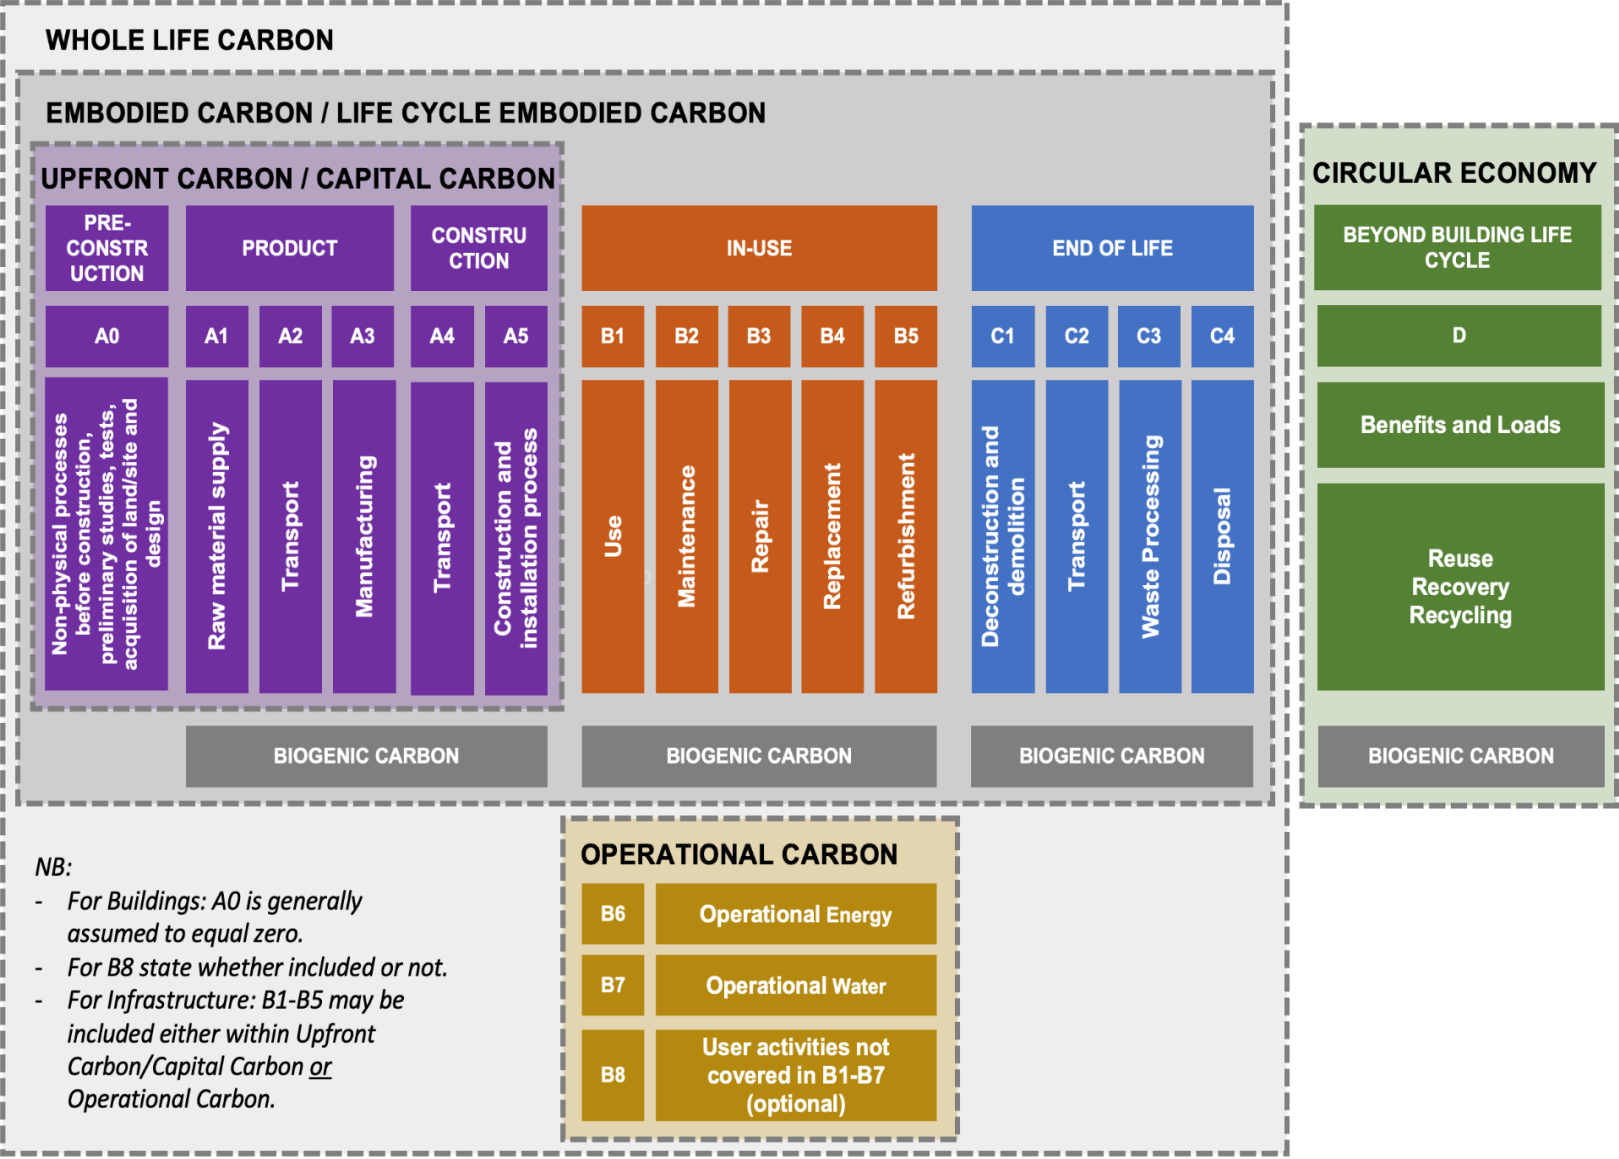 WHOLE LIFE CARBON
EMBODIED CARBON / LIFE CYCLE EMBODIED CARBON
UPFRONT CARBON / CAPITAL CARBON
PRE-
CONSTR
UCTION
PRODUCT
CONSTRU
CTION
IN-USE
END OF LIFE
A0
A1
A2
A3
A4
A5
B1
B2
B3
B4
B5
C1
C2
C3
C4
Non-physical processes
before construction,
preliminary studies, tests,
acquisition of land/site and
design
Raw material supply
Transport
Manufacturing
Transport
Construction and
installation process
Use
Maintenance
Repair
Replacement
Refurbishment
Deconstruction and
demolition
Transport
Waste Processing
Disposal
BIOGENIC CARBON
BIOGENIC CARBON
BIOGENIC CARBON
CIRCULAR ECONOMY
BEYOND BUILDING LIFE
CYCLE
D
Benefits and Loads
Reuse
Recovery
Recycling
BIOGENIC CARBON
NB:
- For Buildings: A0 is generally
assumed to equal zero.
- For B8 state whether included or not.
- For Infrastructure: B1-B5 may be
included either within Upfront
Carbon/Capital Carbon or
Operational Carbon.
OPERATIONAL CARBON
B6
Operational Energy
B7
Operational Water
B8
User activities not
covered in B1-B7
(optional)